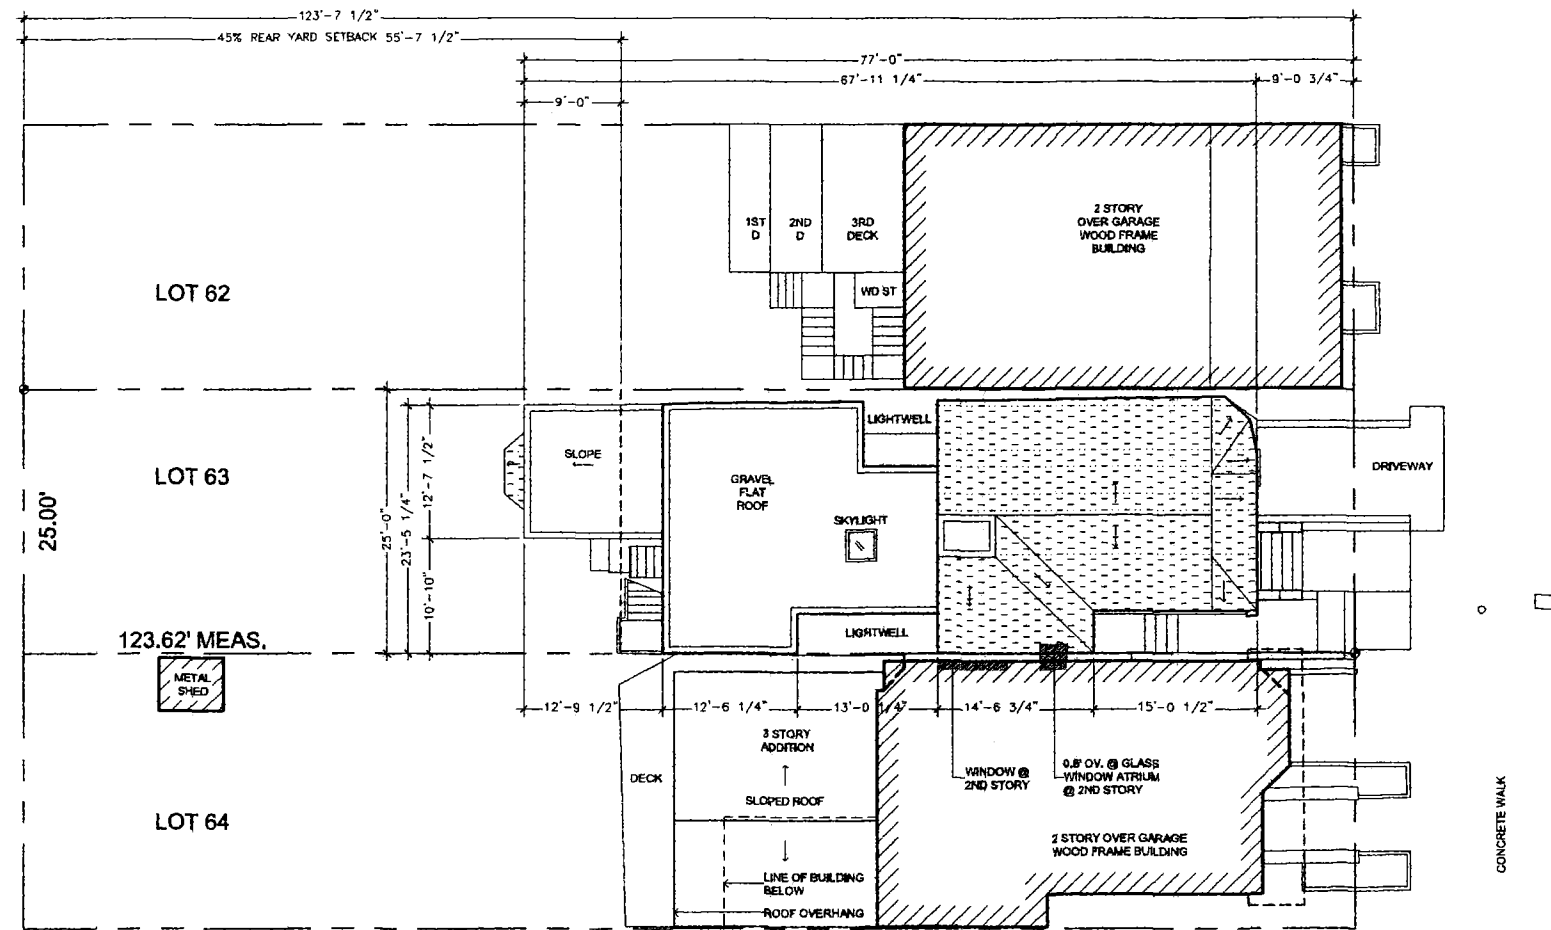 123'-7 1/2"
45% REAR YARD SETBACK 55'-7 1/2"
77'-0"
67'-11 1/4"
9'-0 3/4"
9'-0"
2 STORY
OVER GARAGE
WOOD FRAME
BUILDING
1ST
D
2ND
D
3RD
DECK
WD ST
LOT 62
LIGHTWELL
SLOPE
DRIVEWAY
LOT 63
GRAVEL
FLAT
ROOF
SKYLIGHT
25.00'
25'-0"
23'-5 1/4"
12'-7 1/2"
10'-10"
LIGHTWELL
123.62' MEAS.
METAL
SHED
12'-9 1/2"
12'-6 1/4"
13'-0 1/4"
14'-6 3/4"
15'-0 1/2"
3 STORY
ADDITION
DECK
WINDOW @
2ND STORY
0.8' OV. @ GLASS
WINDOW ATRIUM
@ 2ND STORY
SLOPED ROOF
LOT 64
2 STORY OVER GARAGE
WOOD FRAME BUILDING
CONCRETE WALK
LINE OF BUILDING
BELOW
ROOF OVERHANG